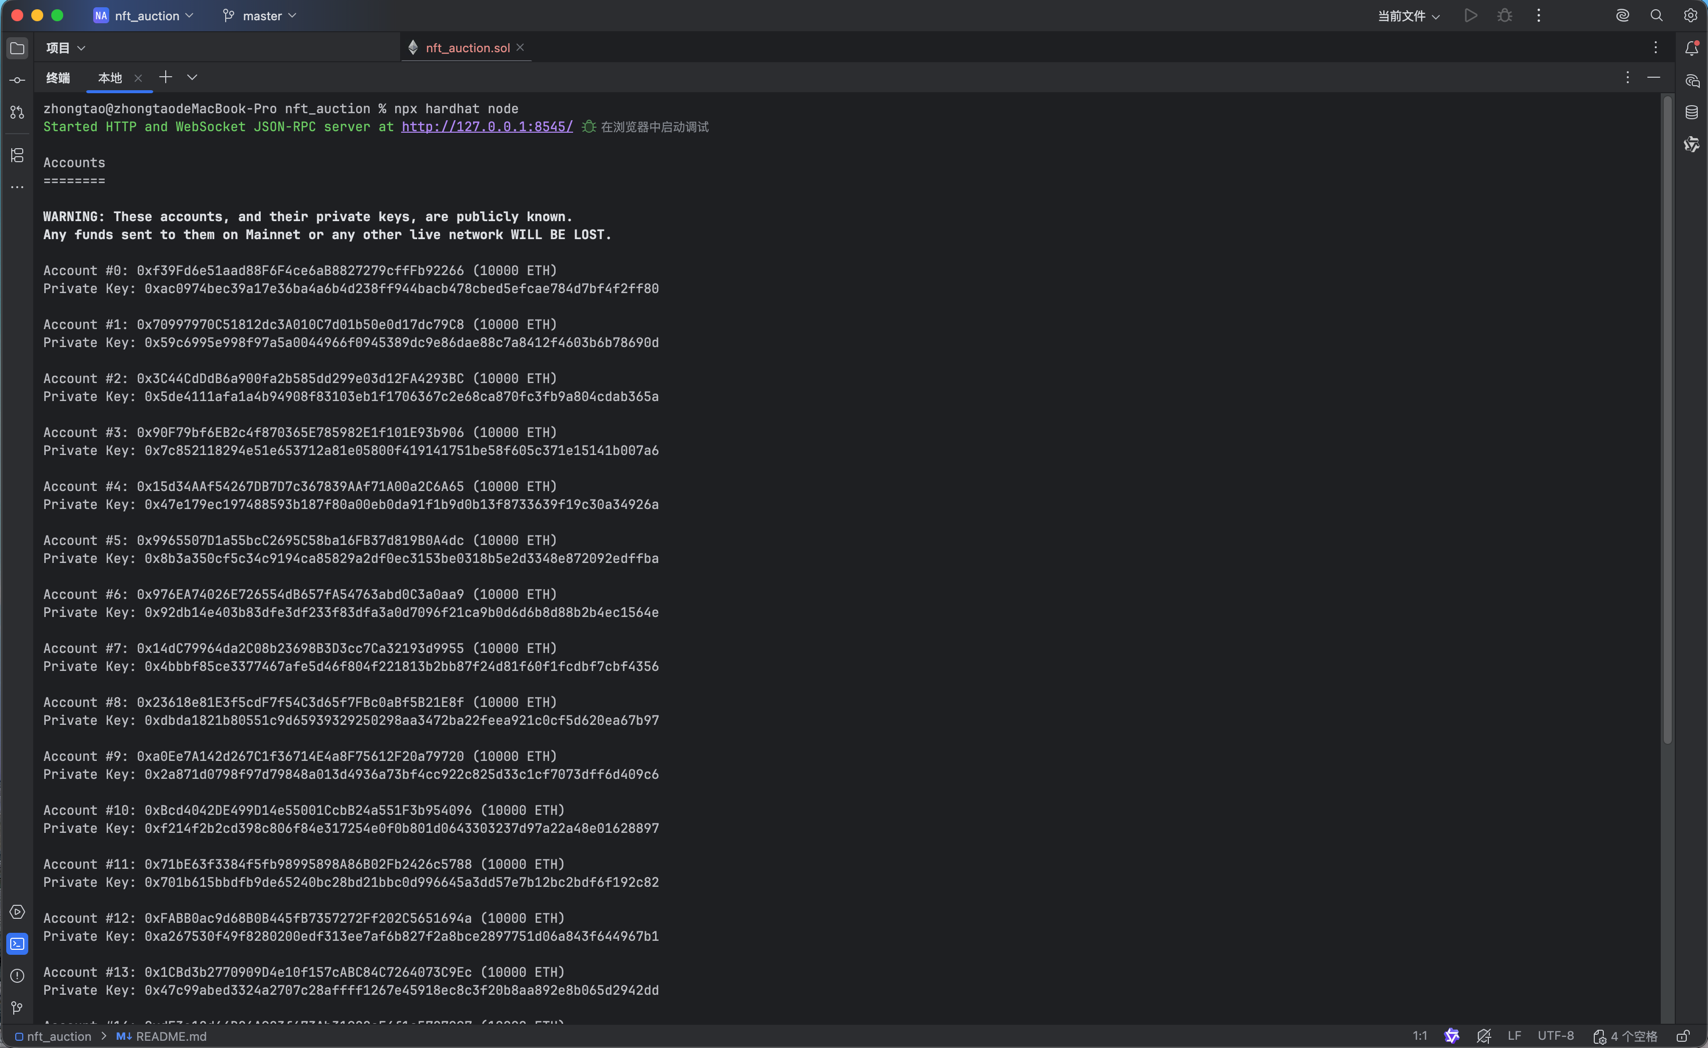 NA nft_auction master 当前文件
项目 nft_auction.sol
终端 本地
zhongtao@zhongtaodeMacBook-Pro nft_auction % npx hardhat node
Started HTTP and WebSocket JSON-RPC server at http://127.0.0.1:8545/ 在浏览器中启动调试
Accounts
========
WARNING: These accounts, and their private keys, are publicly known.
Any funds sent to them on Mainnet or any other live network WILL BE LOST.
Account #0: 0xf39Fd6e51aad88F6F4ce6aB8827279cffFb92266 (10000 ETH)
Private Key: 0xac0974bec39a17e36ba4a6b4d238ff944bacb478cbed5efcae784d7bf4f2ff80
Account #1: 0x70997970C51812dc3A010C7d01b50e0d17dc79C8 (10000 ETH)
Private Key: 0x59c6995e998f97a5a0044966f0945389dc9e86dae88c7a8412f4603b6b78690d
Account #2: 0x3C44CdDdB6a900fa2b585dd299e03d12FA4293BC (10000 ETH)
Private Key: 0x5de4111afa1a4b94908f83103eb1f1706367c2e68ca870fc3fb9a804cdab365a
Account #3: 0x90F79bf6EB2c4f870365E785982E1f101E93b906 (10000 ETH)
Private Key: 0x7c852118294e51e653712a81e05800f419141751be58f605c371e15141b007a6
Account #4: 0x15d34AAf54267DB7D7c367839AAf71A00a2C6A65 (10000 ETH)
Private Key: 0x47e179ec197488593b187f80a00eb0da91f1b9d0b13f8733639f19c30a34926a
Account #5: 0x9965507D1a55bcC2695C58ba16FB37d819B0A4dc (10000 ETH)
Private Key: 0x8b3a350cf5c34c9194ca85829a2df0ec3153be0318b5e2d3348e872092edffba
Account #6: 0x976EA74026E726554dB657fA54763abd0C3a0aa9 (10000 ETH)
Private Key: 0x92db14e403b83dfe3df233f83dfa3a0d7096f21ca9b0d6d6b8d88b2b4ec1564e
Account #7: 0x14dC79964da2C08b23698B3D3cc7Ca32193d9955 (10000 ETH)
Private Key: 0x4bbbf85ce3377467afe5d46f804f221813b2bb87f24d81f60f1fcdbf7cbf4356
Account #8: 0x23618e81E3f5cdF7f54C3d65f7FBc0aBf5B21E8f (10000 ETH)
Private Key: 0xdbda1821b80551c9d65939329250298aa3472ba22feea921c0cf5d620ea67b97
Account #9: 0xa0Ee7A142d267C1f36714E4a8F75612F20a79720 (10000 ETH)
Private Key: 0x2a871d0798f97d79848a013d4936a73bf4cc922c825d33c1cf7073dff6d409c6
Account #10: 0xBcd4042DE499D14e55001CcbB24a551F3b954096 (10000 ETH)
Private Key: 0xf214f2b2cd398c806f84e317254e0f0b801d0643303237d97a22a48e01628897
Account #11: 0x71bE63f3384f5fb98995898A86B02Fb2426c5788 (10000 ETH)
Private Key: 0x701b615bbdfb9de65240bc28bd21bbc0d996645a3dd57e7b12bc2bdf6f192c82
Account #12: 0xFABB0ac9d68B0B445fB7357272Ff202C5651694a (10000 ETH)
Private Key: 0xa267530f49f8280200edf313ee7af6b827f2a8bce2897751d06a843f644967b1
Account #13: 0x1CBd3b2770909D4e10f157cABC84C7264073C9Ec (10000 ETH)
Private Key: 0x47c99abed3324a2707c28affff1267e45918ec8c3f20b8aa892e8b065d2942dd
nft_auction > M↓ README.md 1:1 LF UTF-8 4 个空格